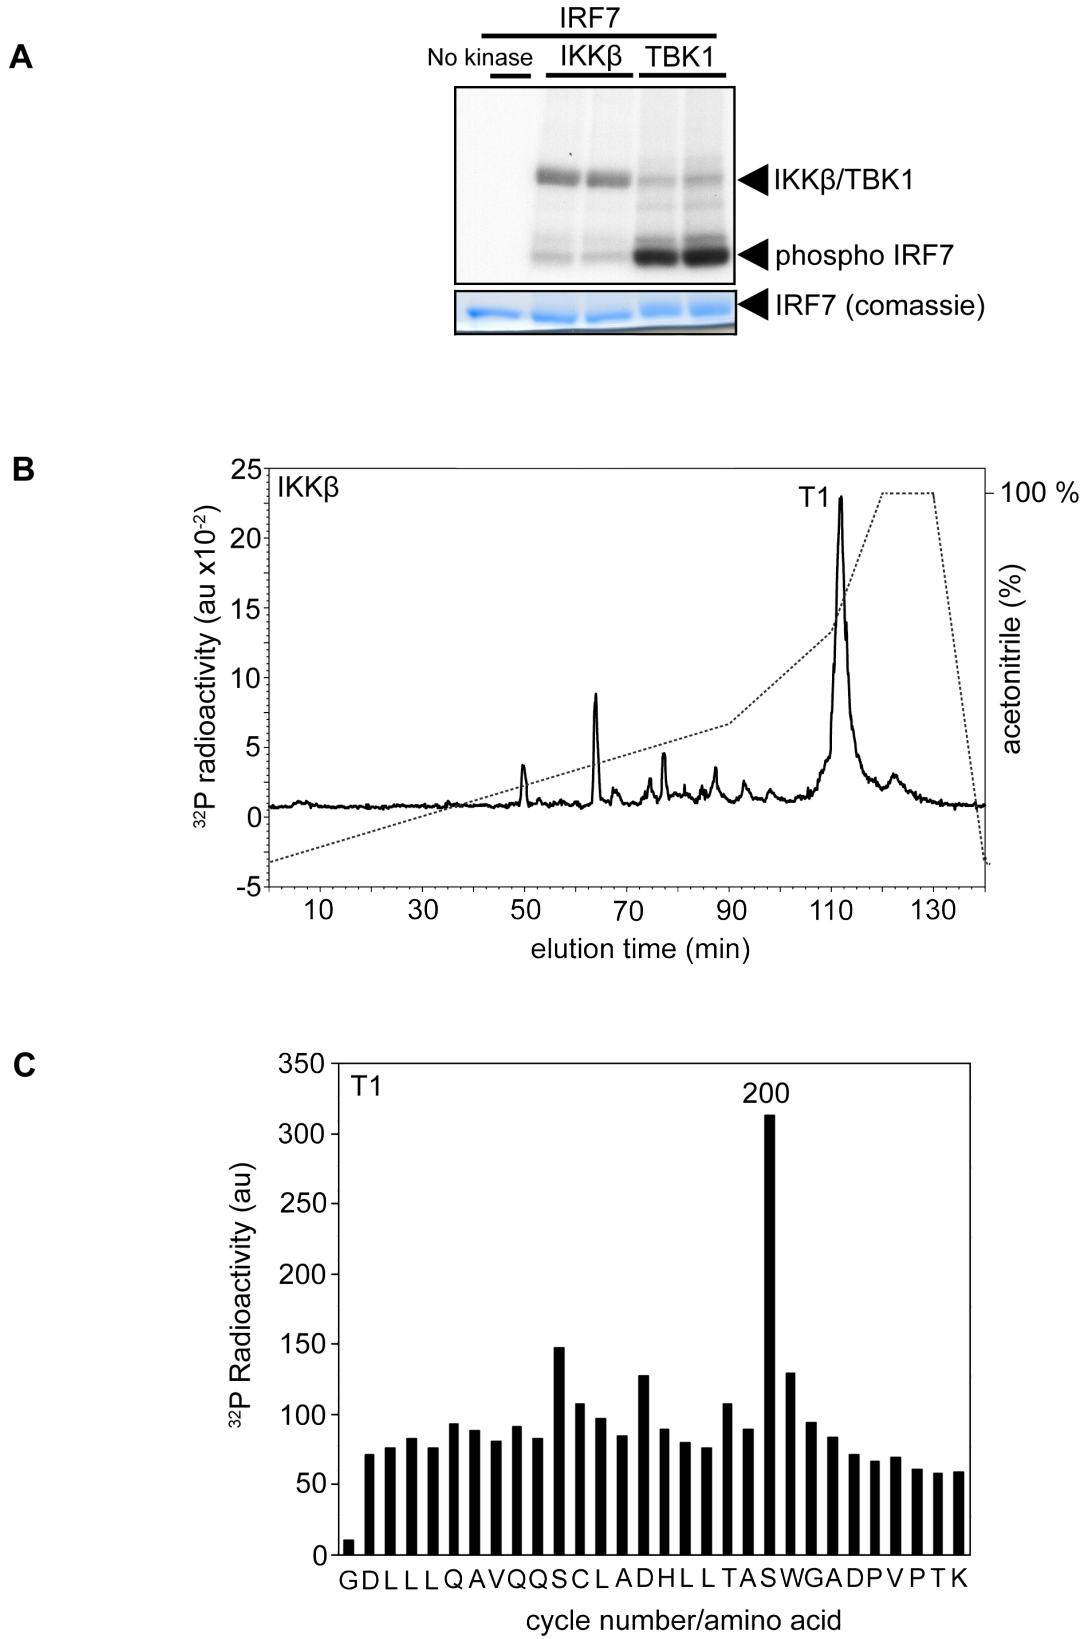 A
IRF7
No kinase IKKβ TBK1
IKKβ/TBK1
phospho IRF7
IRF7 (comassie)
B
IKKβ
T1
25
20
15
10
5
0
-5
³²P radioactivity (au x10⁻²)
100 %
acetonitrile (%)
10 30 50 70 90 110 130
elution time (min)
C
T1
200
350
300
250
200
150
100
50
0
³²P Radioactivity (au)
G D L L L Q A V Q Q S C L A D H L L T A S W G A D P V P T K
cycle number/amino acid